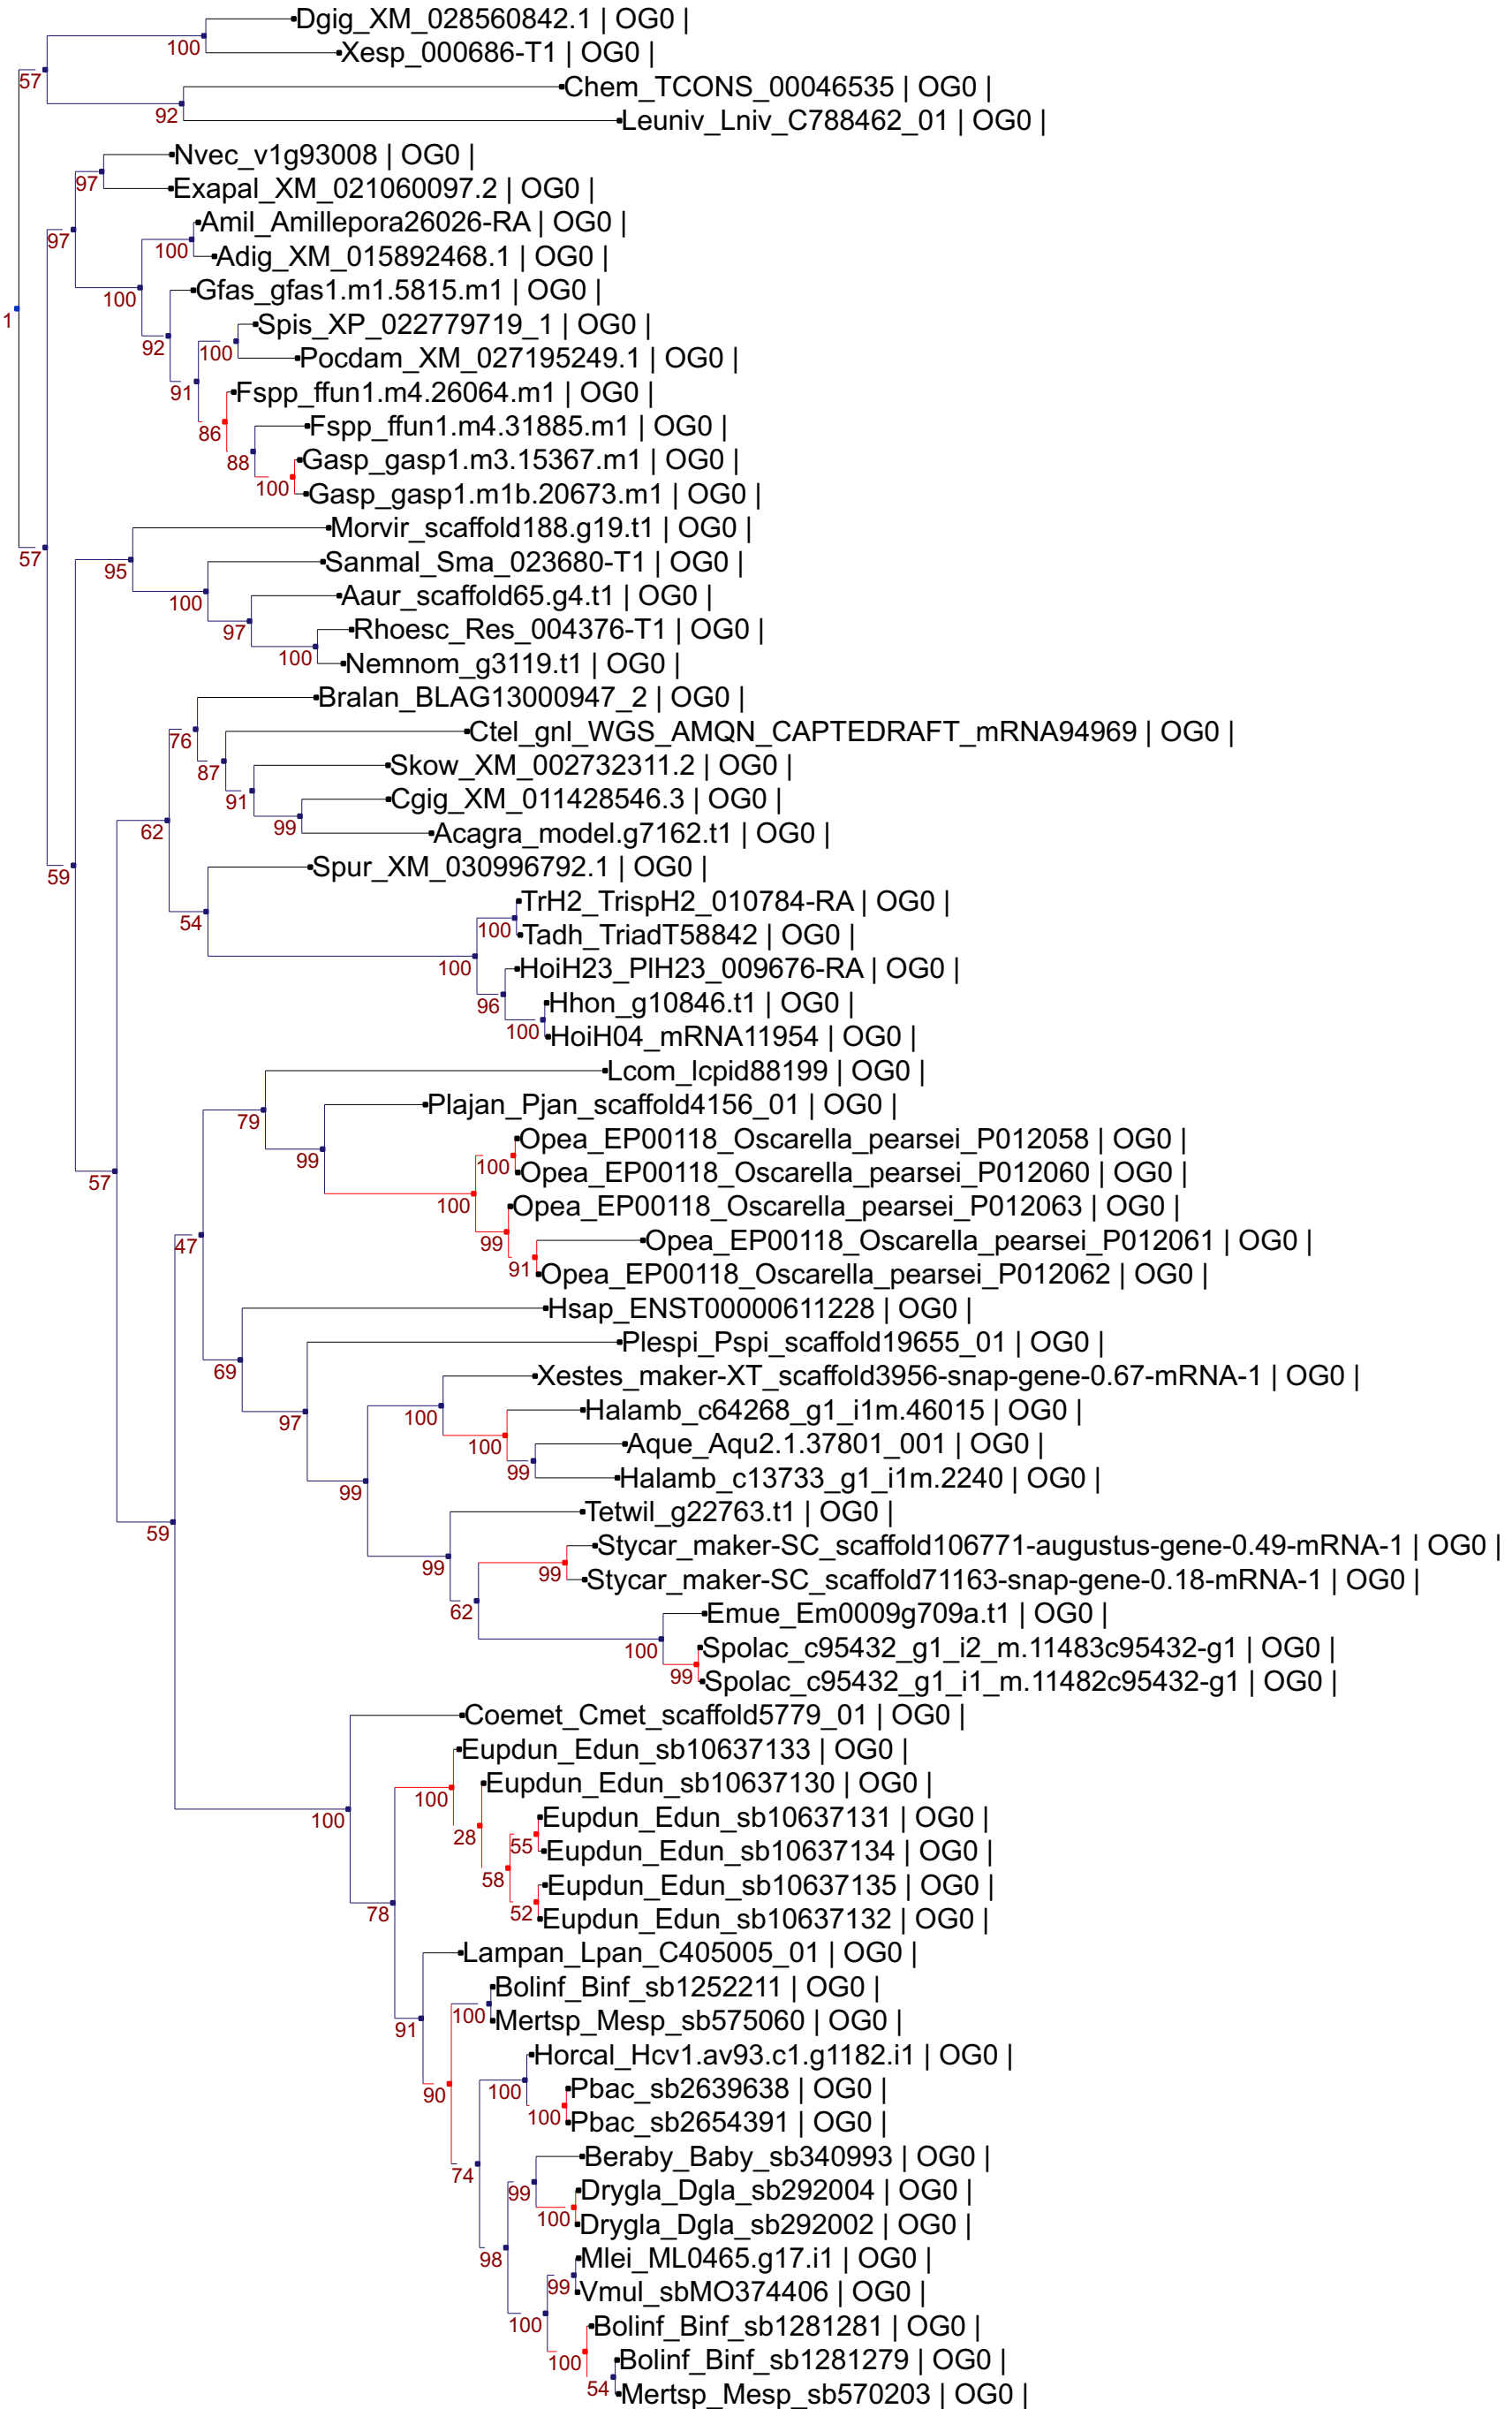 Dgig_XM_028560842.1 | OG0 |
100
Xesp_000686-T1 | OG0 |
57
Chem_TCONS_00046535 | OG0 |
92
Leuniv_Lniv_C788462_01 | OG0 |
Nvec_v1g93008 | OG0 |
97
Exapal_XM_021060097.2 | OG0 |
Amil_Amillepora26026-RA | OG0 |
97
100
Adig_XM_015892468.1 | OG0 |
Gfas_gfas1.m1.5815.m1 | OG0 |
100
1
Spis_XP_022779719_1 | OG0 |
92
100
Pocdam_XM_027195249.1 | OG0 |
91
Fspp_ffun1.m4.26064.m1 | OG0 |
86
Fspp_ffun1.m4.31885.m1 | OG0 |
88
Gasp_gasp1.m3.15367.m1 | OG0 |
100
Gasp_gasp1.m1b.20673.m1 | OG0 |
Morvir_scaffold188.g19.t1 | OG0 |
57
95
Sanmal_Sma_023680-T1 | OG0 |
100
Aaur_scaffold65.g4.t1 | OG0 |
97
Rhoesc_Res_004376-T1 | OG0 |
100
Nemnom_g3119.t1 | OG0 |
Bralan_BLAG13000947_2 | OG0 |
76
Ctel_gnl_WGS_AMQN_CAPTEDRAFT_mRNA94969 | OG0 |
87
Skow_XM_002732311.2 | OG0 |
91
Cgig_XM_011428546.3 | OG0 |
62
99
Acagra_model.g7162.t1 | OG0 |
59
Spur_XM_030996792.1 | OG0 |
54
TrH2_TrispH2_010784-RA | OG0 |
100
Tadh_TriadT58842 | OG0 |
100
HoiH23_PlH23_009676-RA | OG0 |
96
Hhon_g10846.t1 | OG0 |
100
HoiH04_mRNA11954 | OG0 |
Lcom_lcpid88199 | OG0 |
79
Plajan_Pjan_scaffold4156_01 | OG0 |
99
Opea_EP00118_Oscarella_pearsei_P012058 | OG0 |
100
57
Opea_EP00118_Oscarella_pearsei_P012060 | OG0 |
100
Opea_EP00118_Oscarella_pearsei_P012063 | OG0 |
99
47
Opea_EP00118_Oscarella_pearsei_P012061 | OG0 |
91
Opea_EP00118_Oscarella_pearsei_P012062 | OG0 |
Hsap_ENST00000611228 | OG0 |
Plespi_Pspi_scaffold19655_01 | OG0 |
69
Xestes_maker-XT_scaffold3956-snap-gene-0.67-mRNA-1 | OG0 |
97
100
Halamb_c64268_g1_i1m.46015 | OG0 |
100
Aque_Aqu2.1.37801_001 | OG0 |
99
Halamb_c13733_g1_i1m.2240 | OG0 |
99
Tetwil_g22763.t1 | OG0 |
59
Stycar_maker-SC_scaffold106771-augustus-gene-0.49-mRNA-1 | OG0 |
99
99
Stycar_maker-SC_scaffold71163-snap-gene-0.18-mRNA-1 | OG0 |
62
Emue_Em0009g709a.t1 | OG0 |
100
Spolac_c95432_g1_i2_m.11483c95432-g1 | OG0 |
99
Spolac_c95432_g1_i1_m.11482c95432-g1 | OG0 |
Coemet_Cmet_scaffold5779_01 | OG0 |
Eupdun_Edun_sb10637133 | OG0 |
100
Eupdun_Edun_sb10637130 | OG0 |
100
28
Eupdun_Edun_sb10637131 | OG0 |
55
Eupdun_Edun_sb10637134 | OG0 |
58
Eupdun_Edun_sb10637135 | OG0 |
78
52
Eupdun_Edun_sb10637132 | OG0 |
Lampan_Lpan_C405005_01 | OG0 |
Bolinf_Binf_sb1252211 | OG0 |
100
91
Mertsp_Mesp_sb575060 | OG0 |
Horcal_Hcv1.av93.c1.g1182.i1 | OG0 |
90
100
Pbac_sb2639638 | OG0 |
100
Pbac_sb2654391 | OG0 |
Beraby_Baby_sb340993 | OG0 |
74
99
Drygla_Dgla_sb292004 | OG0 |
100
Drygla_Dgla_sb292002 | OG0 |
98
Mlei_ML0465.g17.i1 | OG0 |
99
Vmul_sbMO374406 | OG0 |
100
Bolinf_Binf_sb1281281 | OG0 |
100
Bolinf_Binf_sb1281279 | OG0 |
54
Mertsp_Mesp_sb570203 | OG0 |